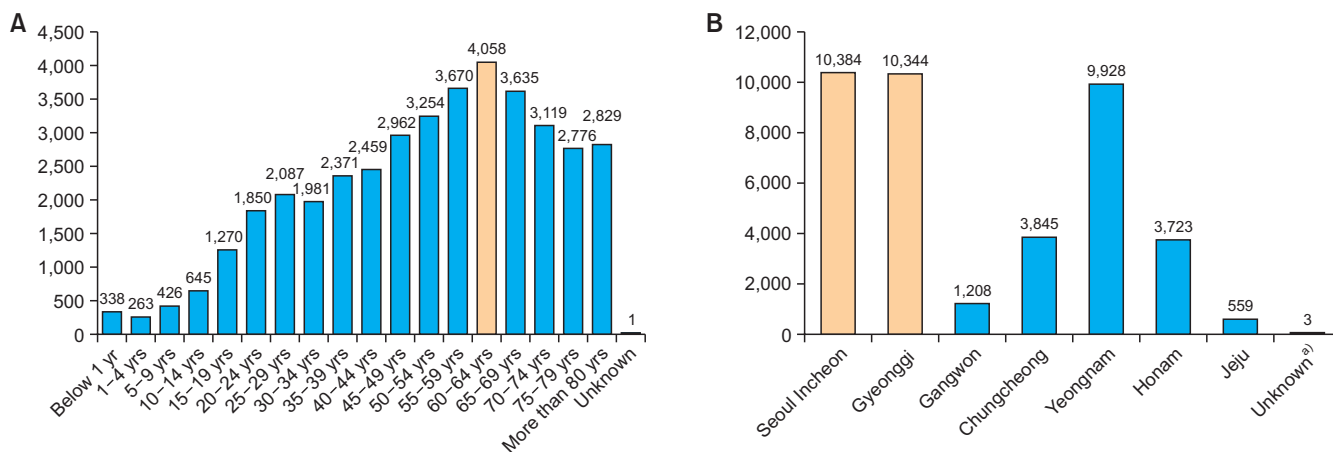 A
4,500
4,000
3,500
3,000
2,500
2,000
1,500
1,000
500
0
338
263
426
645
1,270
1,850
2,087
1,981
2,371
2,459
2,962
3,254
3,670
4,058
3,635
3,119
2,776
2,829
1
Below 1 yr
1–4 yrs
5–9 yrs
10–14 yrs
15–19 yrs
20–24 yrs
25–29 yrs
30–34 yrs
35–39 yrs
40–44 yrs
45–49 yrs
50–54 yrs
55–59 yrs
60–64 yrs
65–69 yrs
70–74 yrs
75–79 yrs
More than 80 yrs
Unknown
B
12,000
10,000
8,000
6,000
4,000
2,000
0
10,384
10,344
1,208
3,845
9,928
3,723
559
3
Seoul Incheon
Gyeonggi
Gangwon
Chungcheong
Yeongnam
Honam
Jeju
Unknown a)